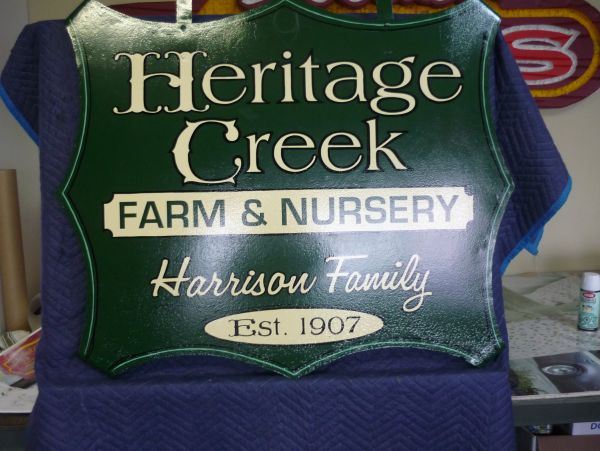 Heritage
Creek
FARM & NURSERY
Harrison Family
Est. 1907